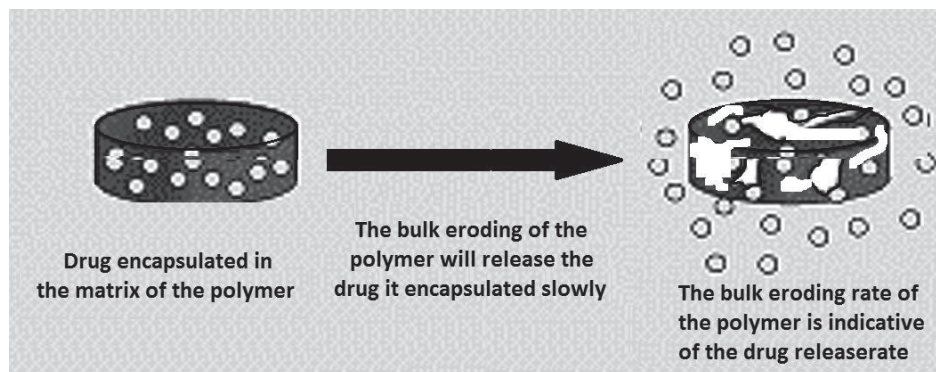 Drug encapsulated in
the matrix of the polymer
The bulk eroding of the
polymer will release the
drug it encapsulated slowly
The bulk eroding rate of
the polymer is indicative
of the drug releaserate